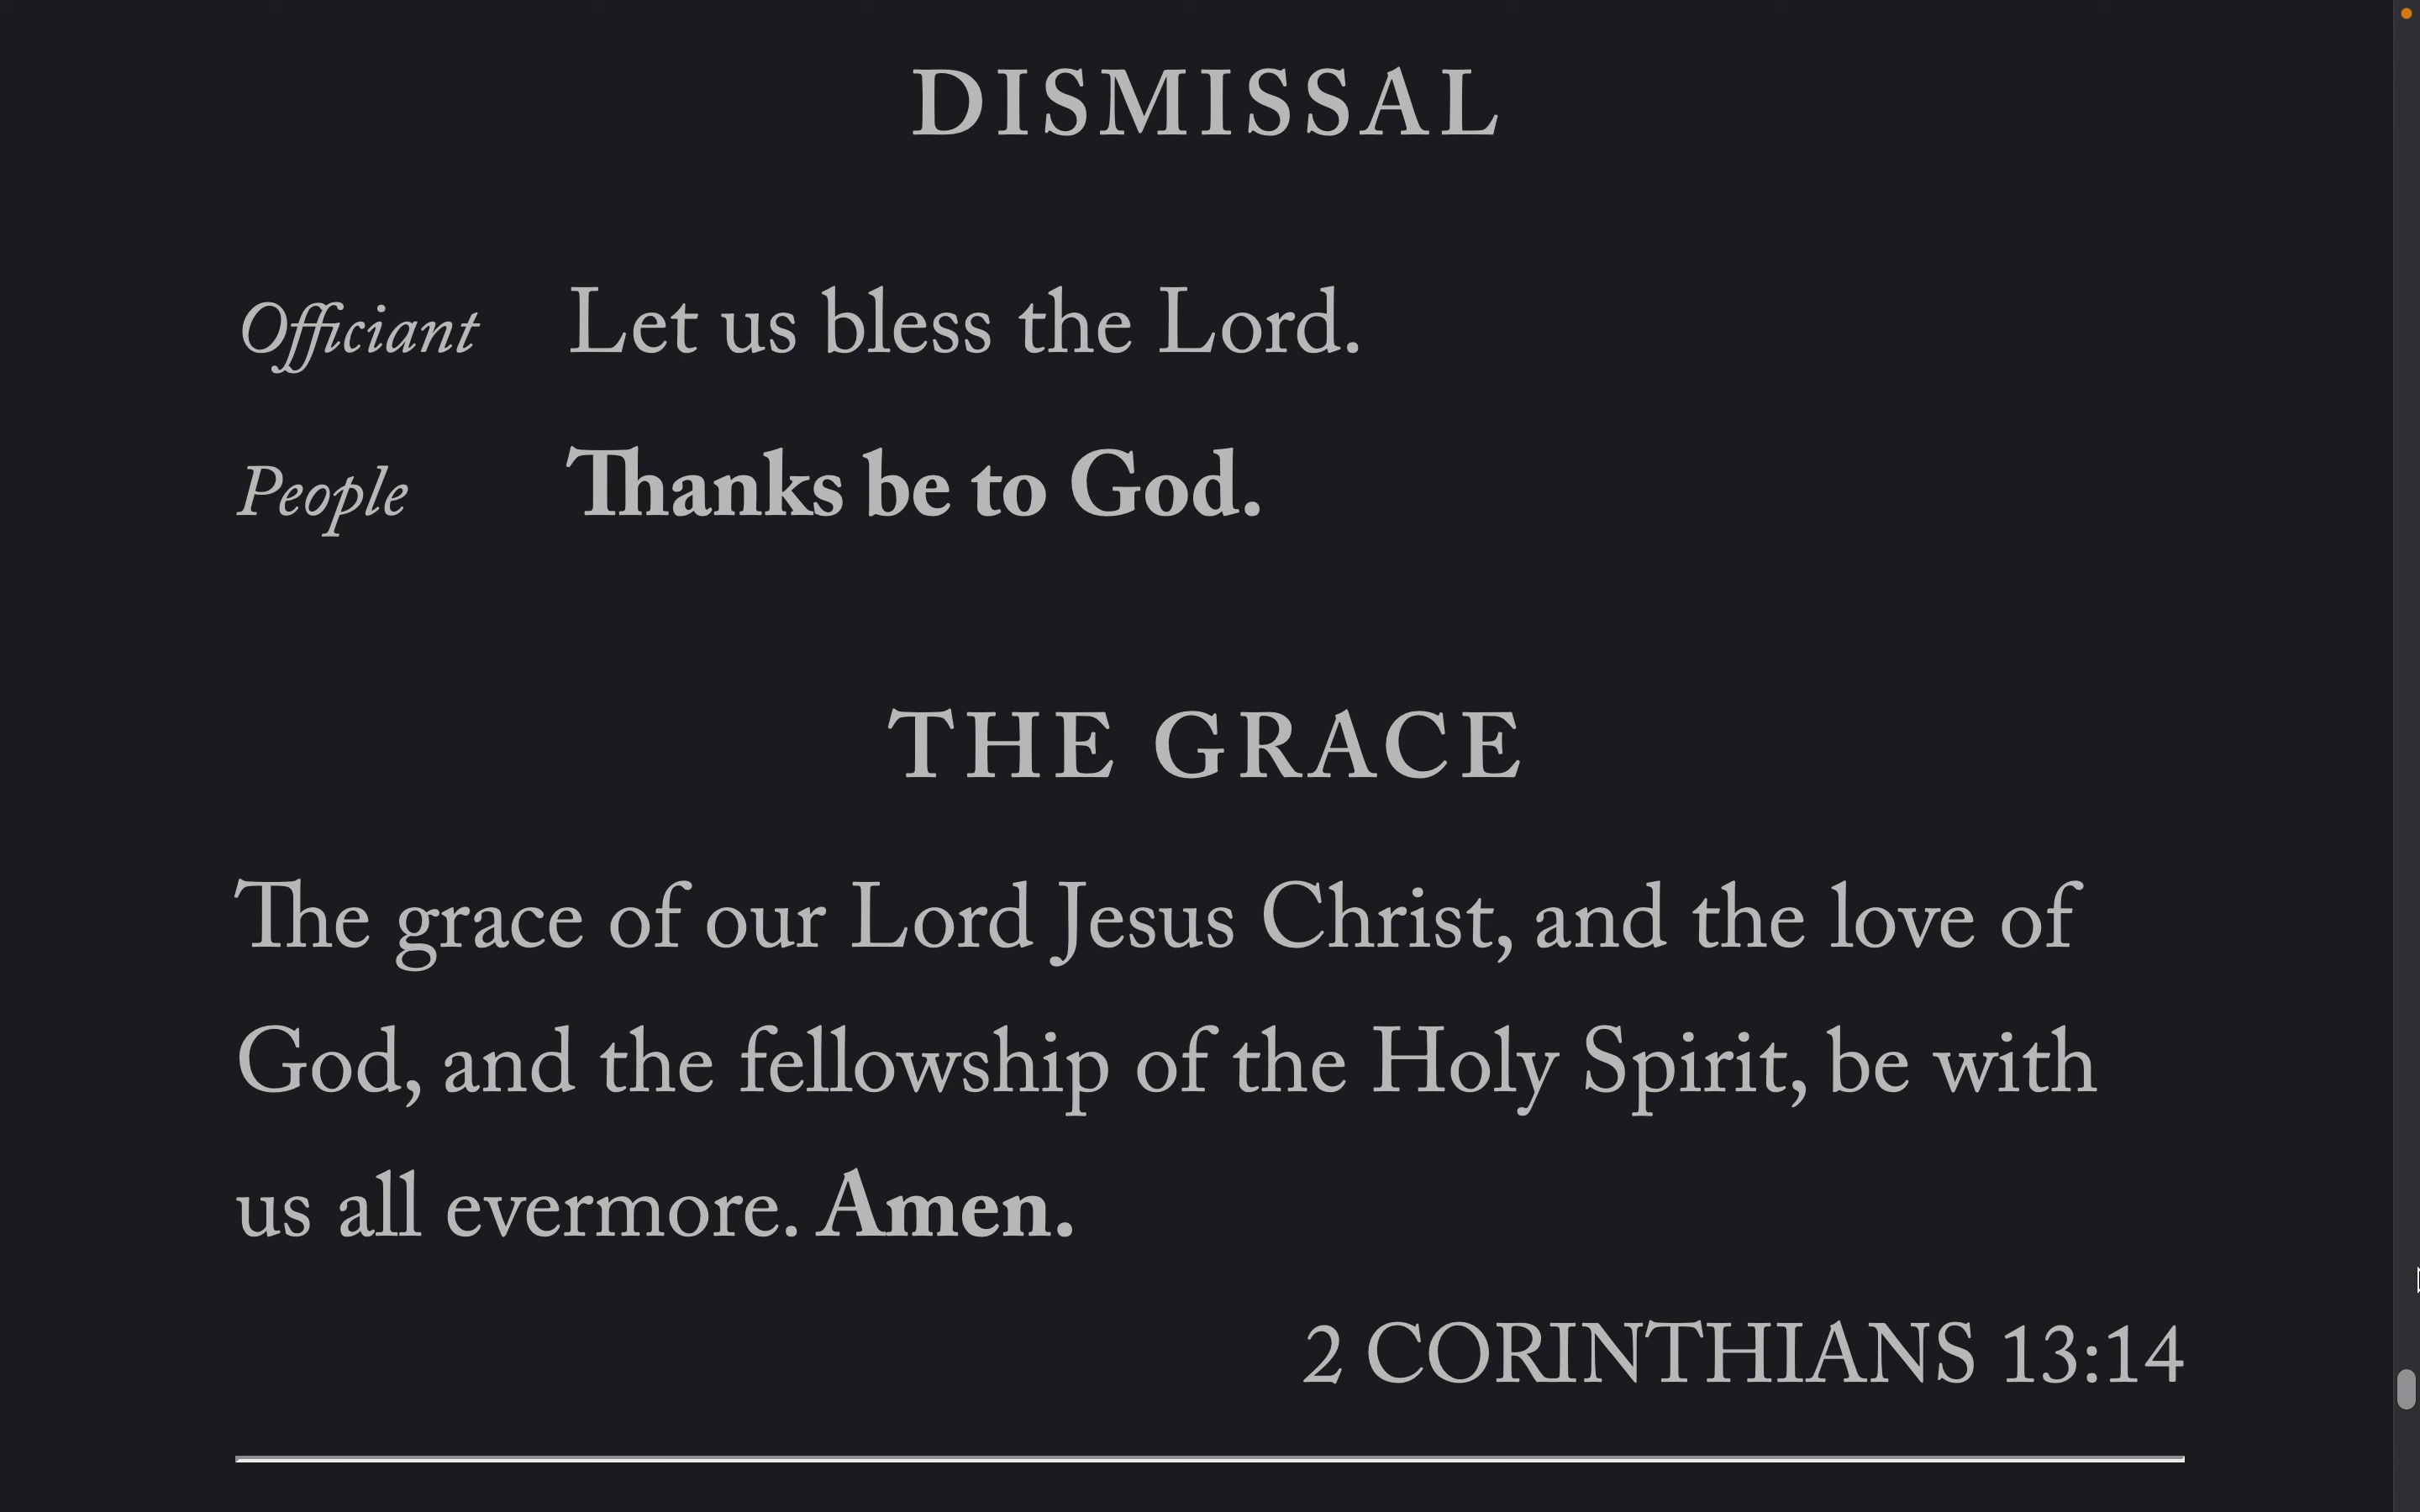 DISMISSAL
Officiant Let us bless the Lord.
People Thanks be to God.
THE GRACE
The grace of our Lord Jesus Christ, and the love of
God, and the fellowship of the Holy Spirit, be with
us all evermore. Amen.
2 CORINTHIANS 13:14